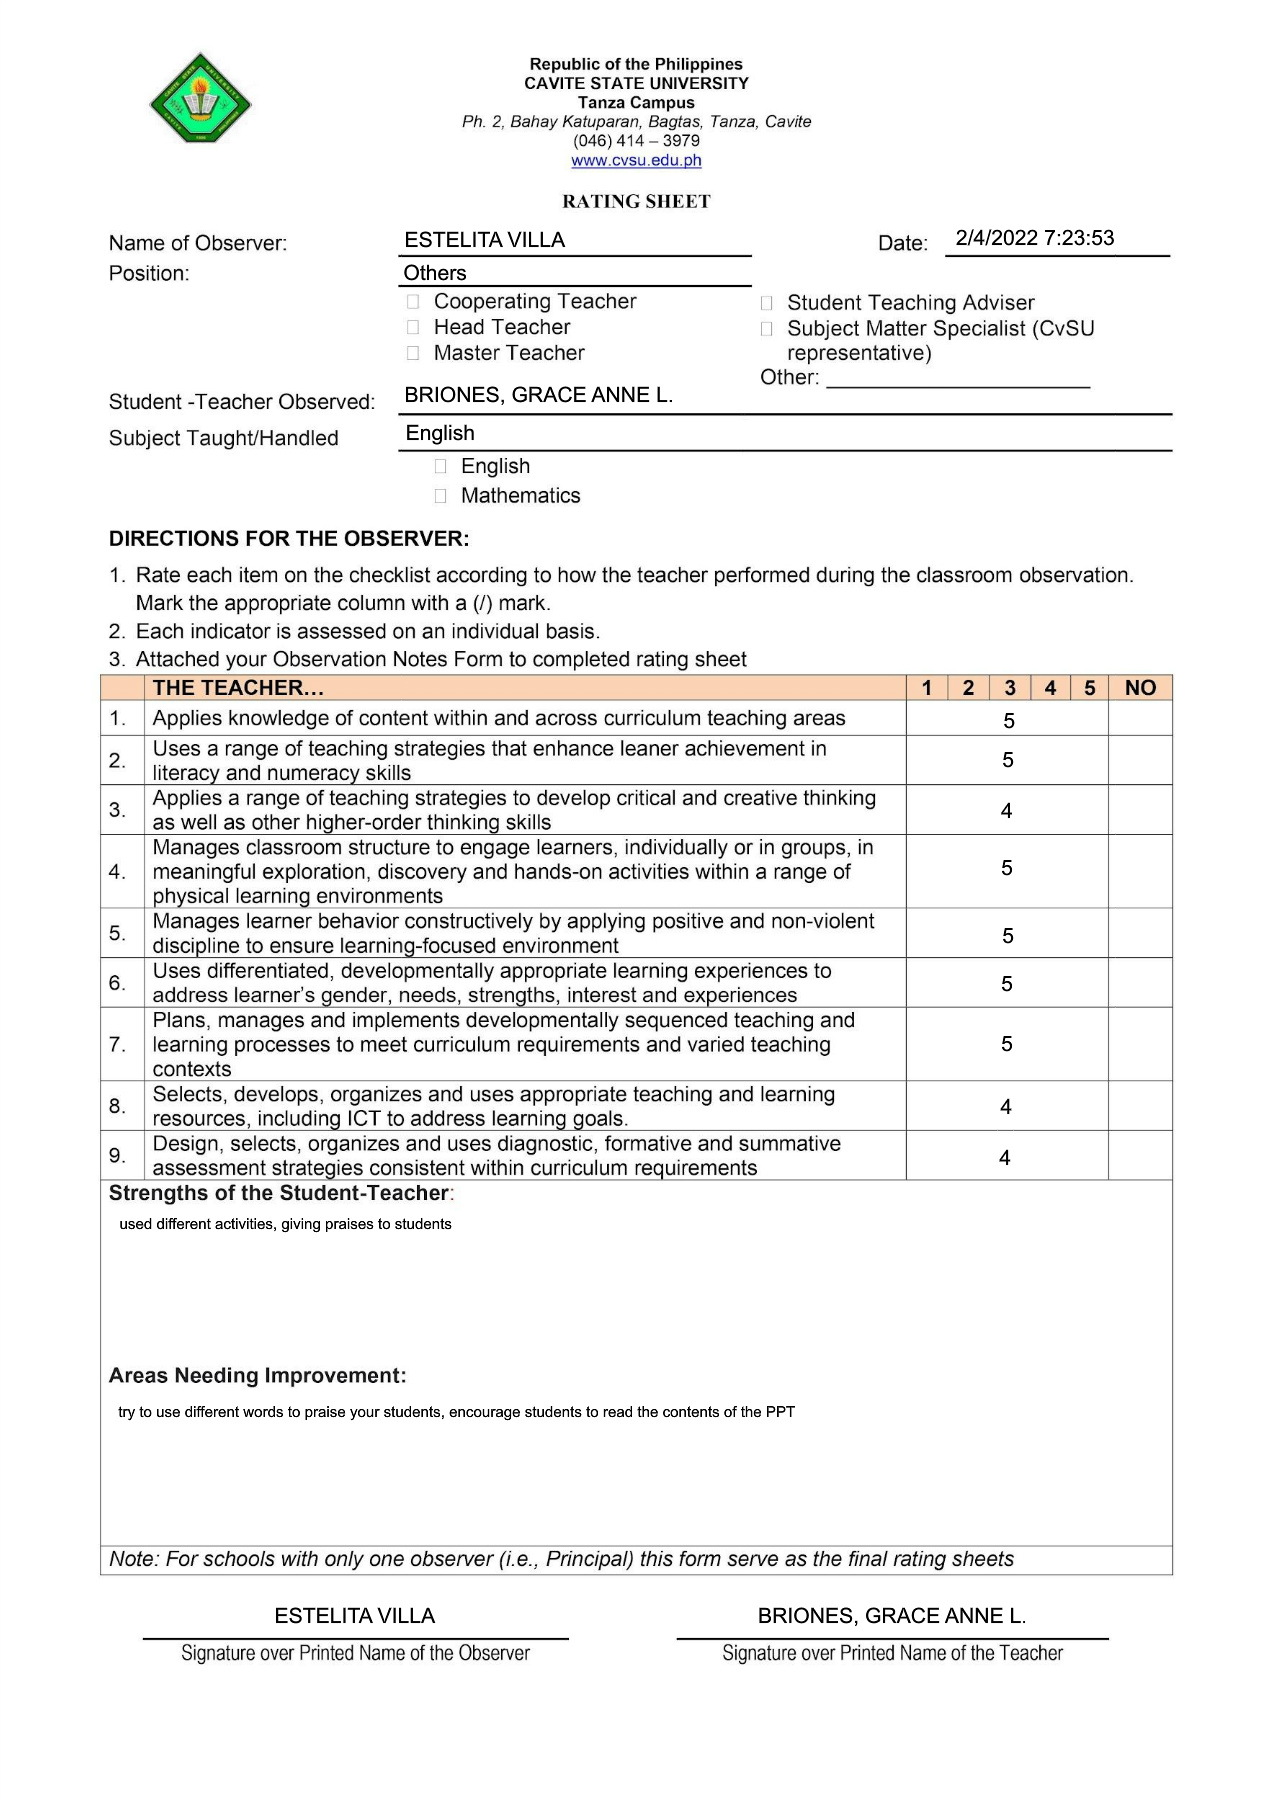 Republic of the Philippines
CAVITE STATE UNIVERSITY
Tanza Campus
Ph. 2, Bahay Katuparan, Bagtas, Tanza, Cavite
(046) 414 – 3979
www.cvsu.edu.ph
RATING SHEET
Name of Observer: ESTELITA VILLA Date: 2/4/2022 7:23:53
Position: Others
Cooperating Teacher
Head Teacher
Master Teacher
Student Teaching Adviser
Subject Matter Specialist (CvSU
representative)
Other:
Student -Teacher Observed: BRIONES, GRACE ANNE L.
Subject Taught/Handled English
English
Mathematics
DIRECTIONS FOR THE OBSERVER:
1. Rate each item on the checklist according to how the teacher performed during the classroom observation.
Mark the appropriate column with a (/) mark.
2. Each indicator is assessed on an individual basis.
3. Attached your Observation Notes Form to completed rating sheet
THE TEACHER… 1 2 3 4 5 NO
1. Applies knowledge of content within and across curriculum teaching areas 5
2. Uses a range of teaching strategies that enhance leaner achievement in
literacy and numeracy skills 5
3. Applies a range of teaching strategies to develop critical and creative thinking
as well as other higher-order thinking skills 4
4. Manages classroom structure to engage learners, individually or in groups, in
meaningful exploration, discovery and hands-on activities within a range of
physical learning environments 5
5. Manages learner behavior constructively by applying positive and non-violent
discipline to ensure learning-focused environment 5
6. Uses differentiated, developmentally appropriate learning experiences to
address learner’s gender, needs, strengths, interest and experiences 5
7. Plans, manages and implements developmentally sequenced teaching and
learning processes to meet curriculum requirements and varied teaching
contexts 5
8. Selects, develops, organizes and uses appropriate teaching and learning
resources, including ICT to address learning goals. 4
9. Design, selects, organizes and uses diagnostic, formative and summative
assessment strategies consistent within curriculum requirements 4
Strengths of the Student-Teacher:
used different activities, giving praises to students
Areas Needing Improvement:
try to use different words to praise your students, encourage students to read the contents of the PPT
Note: For schools with only one observer (i.e., Principal) this form serve as the final rating sheets
ESTELITA VILLA BRIONES, GRACE ANNE L.
Signature over Printed Name of the Observer Signature over Printed Name of the Teacher